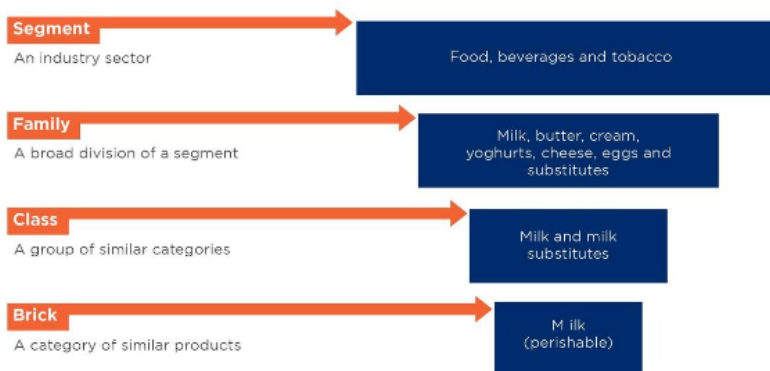 Segment
An industry sector
Food, beverages and tobacco
Family
A broad division of a segment
Milk, butter, cream,
yoghurts, cheese, eggs and
substitutes
Class
A group of similar categories
Milk and milk
substitutes
Brick
A category of similar products
M ilk
(perishable)